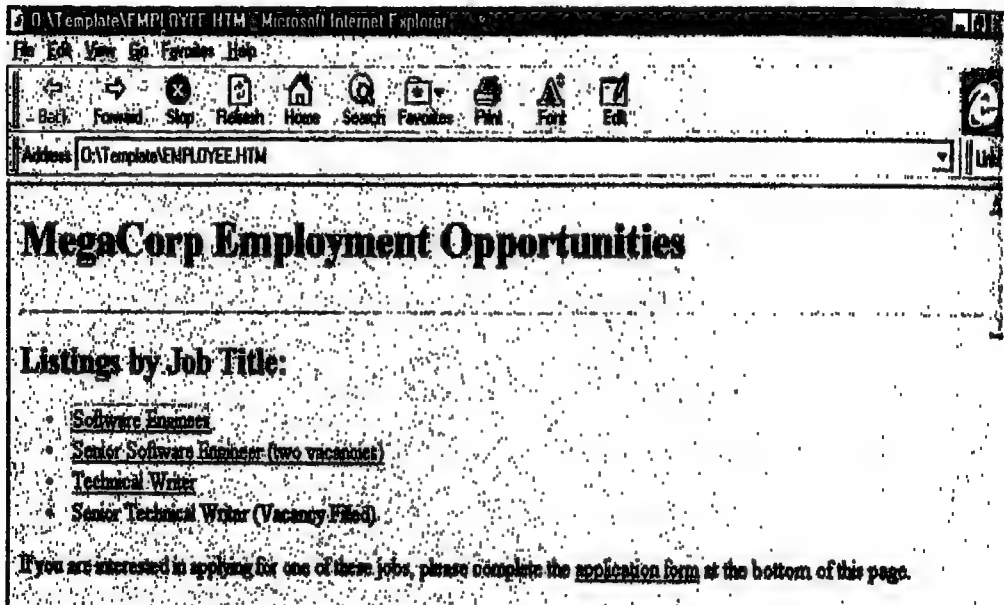 O:\Template\EMPLOYEE.HTM - Microsoft Internet Explorer
File Edit View Go Favorites Help
Back Forward Stop Refresh Home Search Favorites Print Font Edit
Address O:\Template\EMPLOYEE.HTM
MegaCorp Employment Opportunities
Listings by Job Title:
Software Engineer
Senior Software Engineer (two vacancies)
Technical Writer
Senior Technical Writer (Vacancy Filled)
If you are interested in applying for one of these jobs, please complete the application form at the bottom of this page.